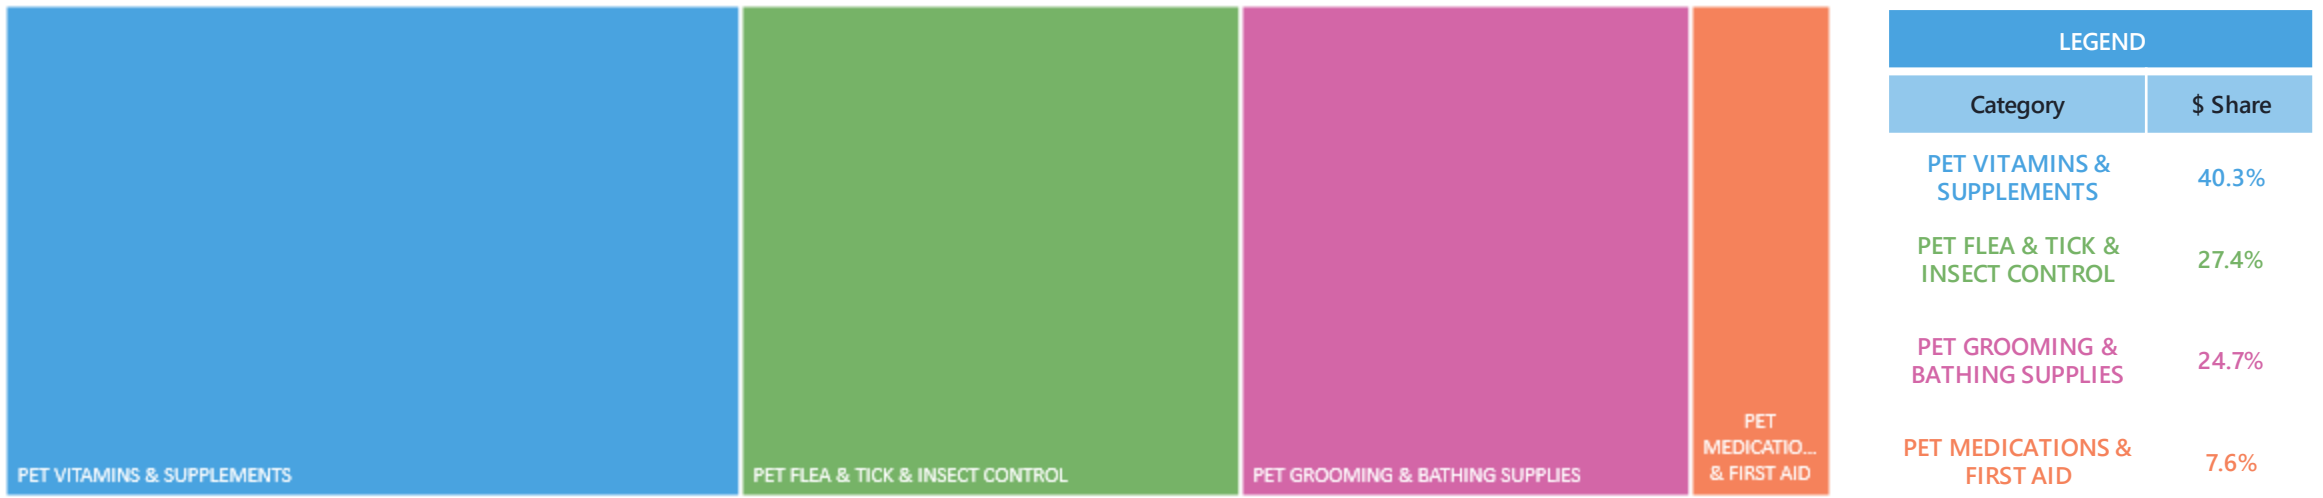 PET VITAMINS & SUPPLEMENTS
PET FLEA & TICK & INSECT CONTROL
PET GROOMING & BATHING SUPPLIES
PET
MEDICATIO...
& FIRST AID
LEGEND
Category $ Share
PET VITAMINS &
SUPPLEMENTS
40.3%
PET FLEA & TICK &
INSECT CONTROL
27.4%
PET GROOMING &
BATHING SUPPLIES
24.7%
PET MEDICATIONS &
FIRST AID
7.6%